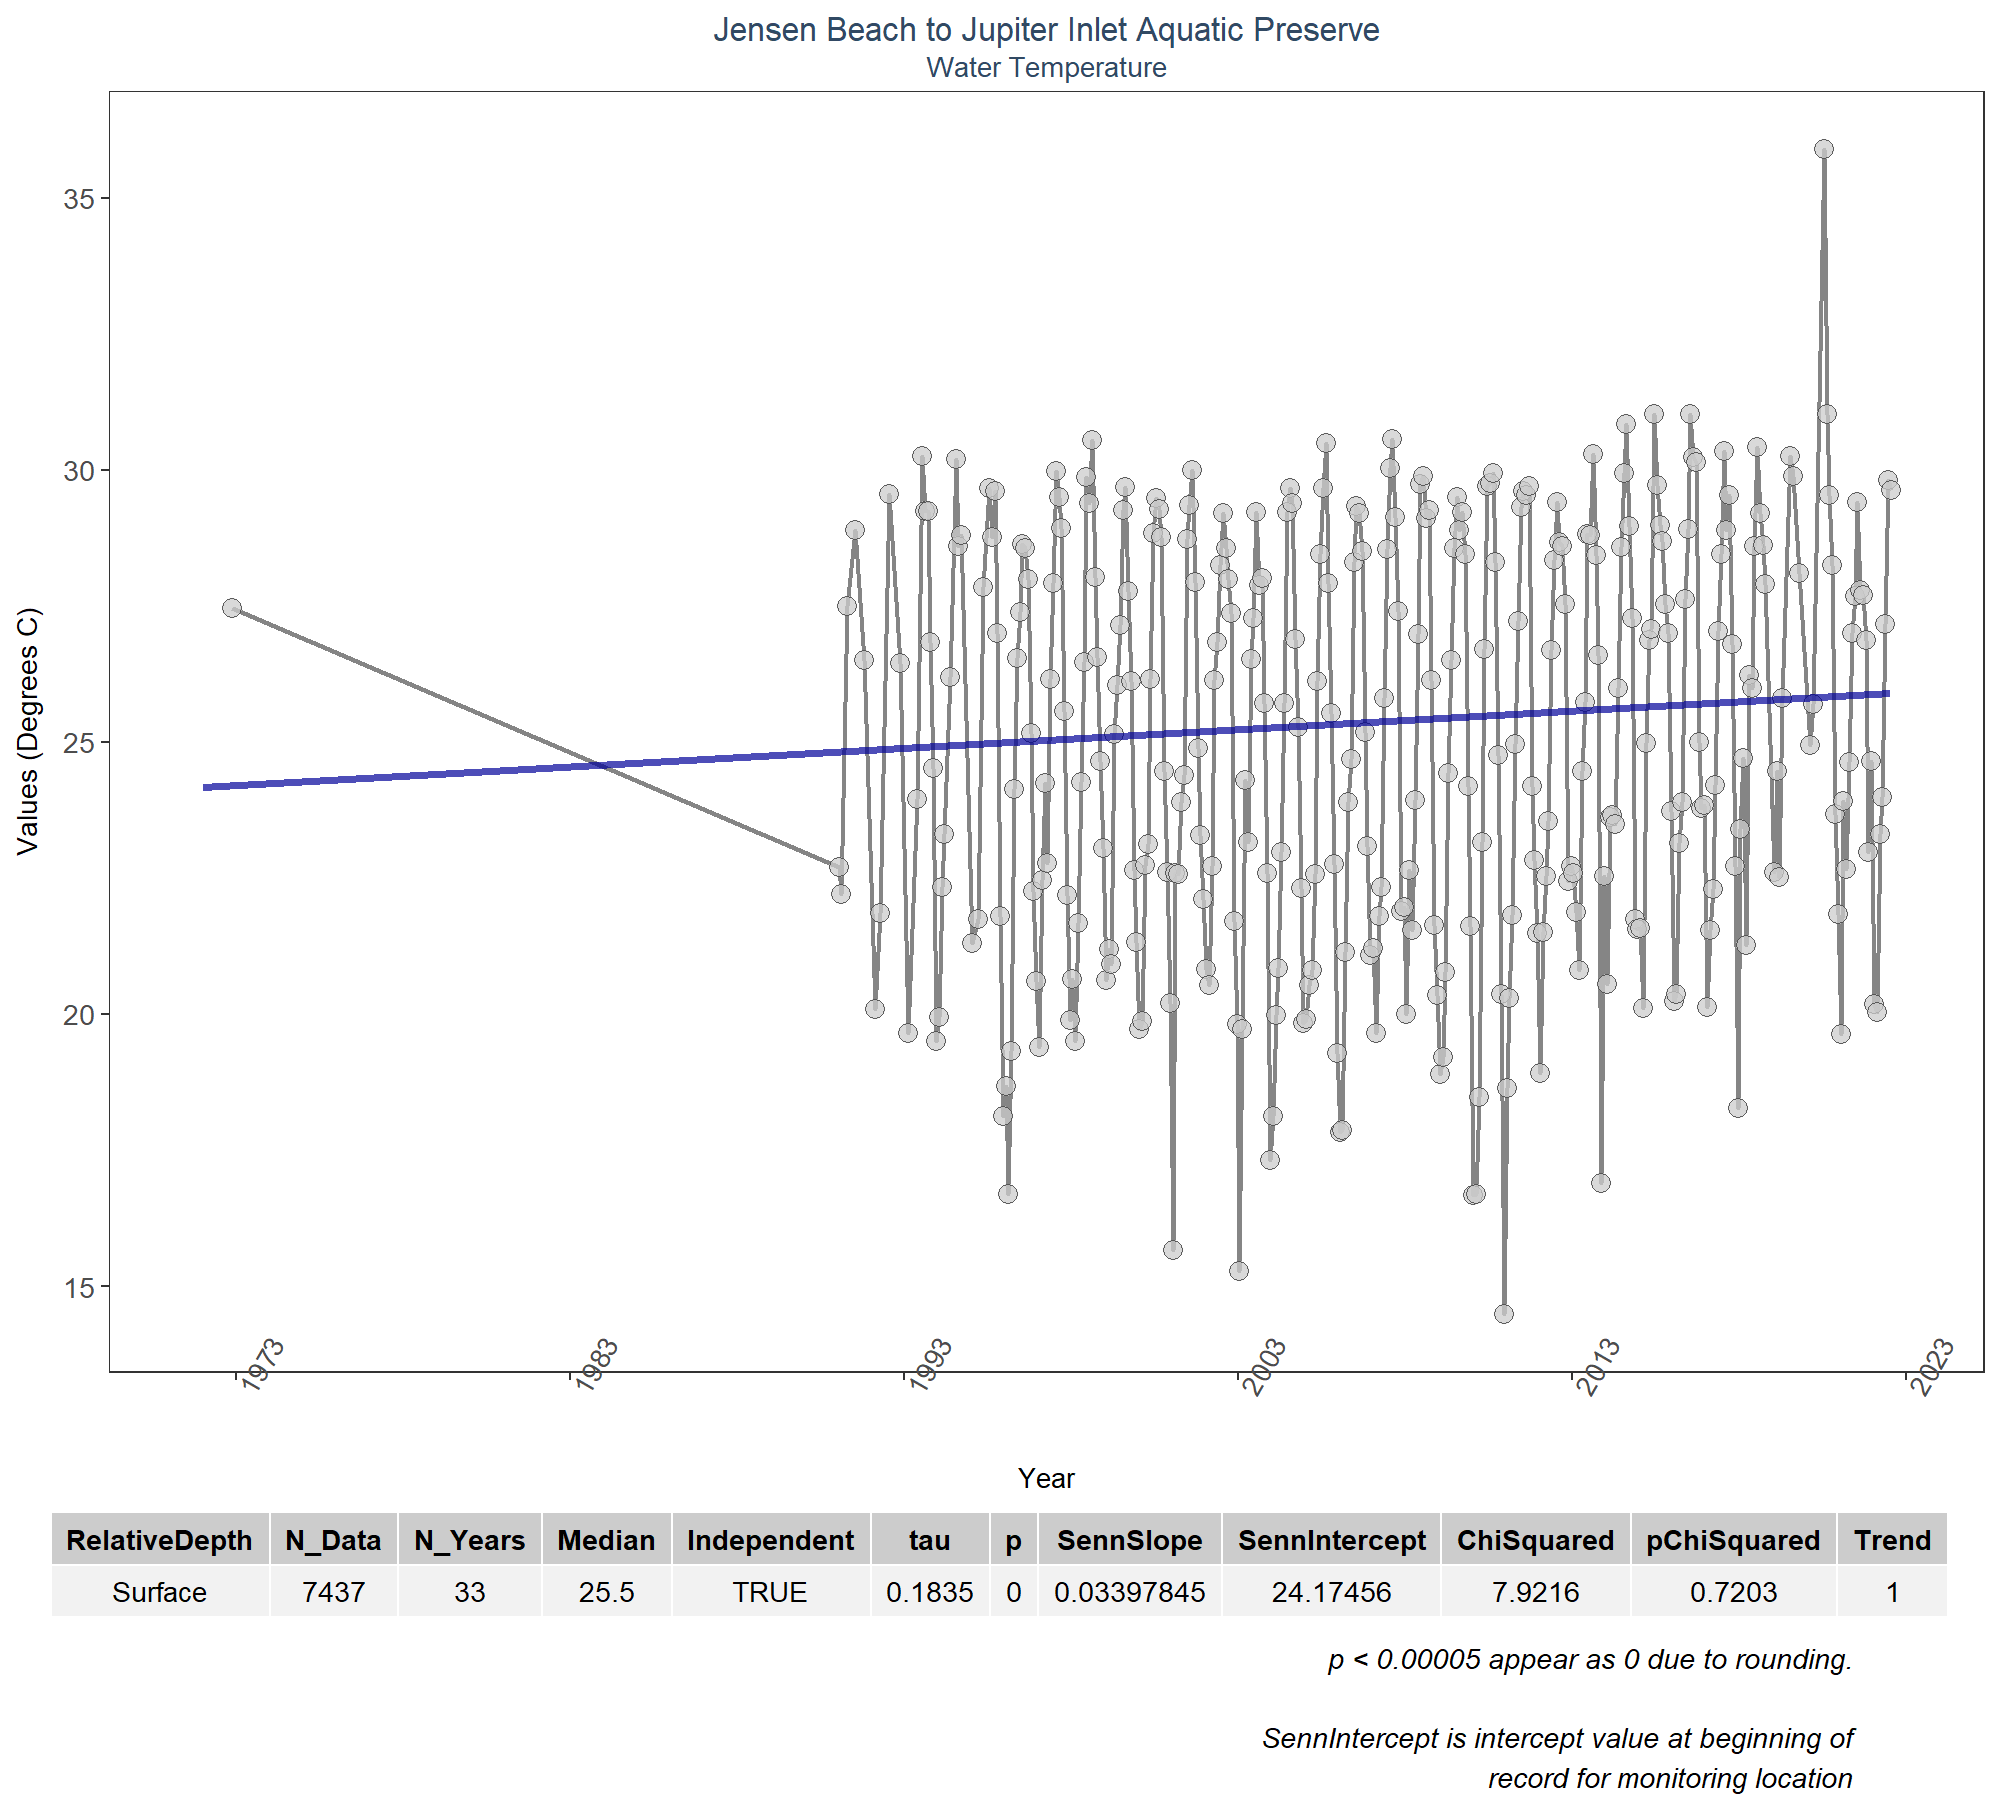 Jensen Beach to Jupiter Inlet Aquatic Preserve
Water Temperature
Values (Degrees C)
35
30
25
20
15
1973 1983 1993 2003 2013 2023
Year
RelativeDepth N_Data N_Years Median Independent tau p SennSlope SennIntercept ChiSquared pChiSquared Trend
Surface 7437 33 25.5 TRUE 0.1835 0 0.03397845 24.17456 7.9216 0.7203 1
p < 0.00005 appear as 0 due to rounding.
SennIntercept is intercept value at beginning of
record for monitoring location